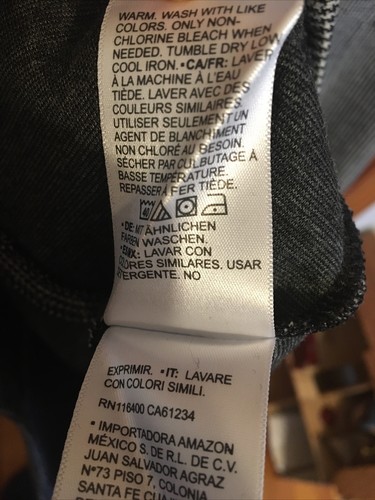 WARM. WASH WITH LIKE
COLORS. ONLY NON-
CHLORINE BLEACH WHEN
NEEDED. TUMBLE DRY LOW
COOL IRON. •CA/FR: LAVER
À LA MACHINE À L'EAU
TIÈDE. LAVER AVEC DES
COULEURS SIMILAIRES.
UTILISER SEULEMENT UN
AGENT DE BLANCHIMENT
NON CHLORÉ AU BESOIN.
SÉCHER PAR CULBUTAGE À
BASSE TEMPÉRATURE.
REPASSER À FER TIÈDE.
40
• DE: MIT ÄHNLICHEN
FARBEN WASCHEN.
LAVAR CON
COLORES SIMILARES. USAR
DETERGENTE. NO
EXPRIMIR. •IT: LAVARE
CON COLORI SIMILI.
RN116400 CA61234
• IMPORTADORA AMAZON
MÉXICO S. DE R.L. DE C.V.
JUAN SALVADOR AGRAZ
N°73 PISO 7, COLONIA
SANTA FE